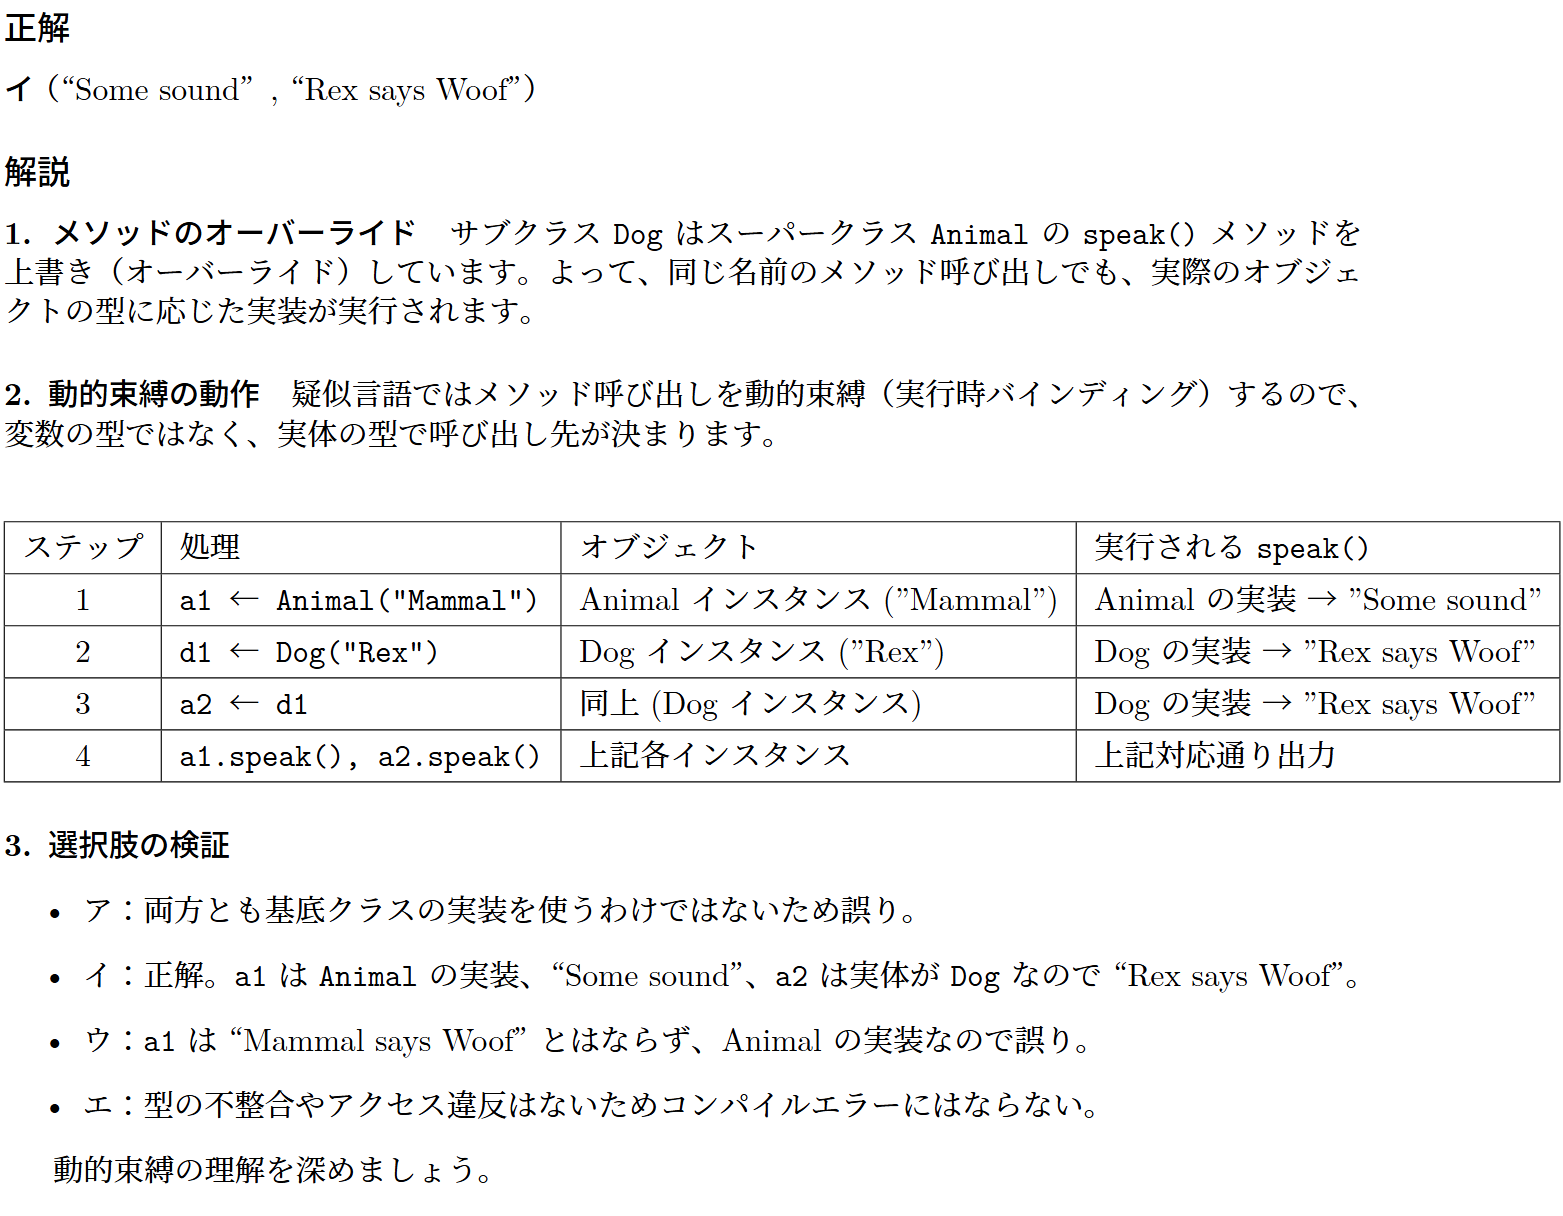 正解
イ（“Some sound” , “Rex says Woof”）
解説
1. メソッドのオーバーライド　サブクラス Dog はスーパークラス Animal の speak() メソッドを
上書き（オーバーライド）しています。よって、同じ名前のメソッド呼び出しでも、実際のオブジェ
クトの型に応じた実装が実行されます。
2. 動的束縛の動作　疑似言語ではメソッド呼び出しを動的束縛（実行時バインディング）するので、
変数の型ではなく、実体の型で呼び出し先が決まります。
ステップ 処理 オブジェクト 実行される speak()
1 a1 ← Animal("Mammal") Animal インスタンス (”Mammal”) Animal の実装 → ”Some sound”
2 d1 ← Dog("Rex") Dog インスタンス (”Rex”) Dog の実装 → ”Rex says Woof”
3 a2 ← d1 同上 (Dog インスタンス) Dog の実装 → ”Rex says Woof”
4 a1.speak(), a2.speak() 上記各インスタンス 上記対応通り出力
3. 選択肢の検証
• ア：両方とも基底クラスの実装を使うわけではないため誤り。
• イ：正解。a1 は Animal の実装、“Some sound”、a2 は実体が Dog なので “Rex says Woof”。
• ウ：a1 は “Mammal says Woof” とはならず、Animal の実装なので誤り。
• エ：型の不整合やアクセス違反はないためコンパイルエラーにはならない。
動的束縛の理解を深めましょう。